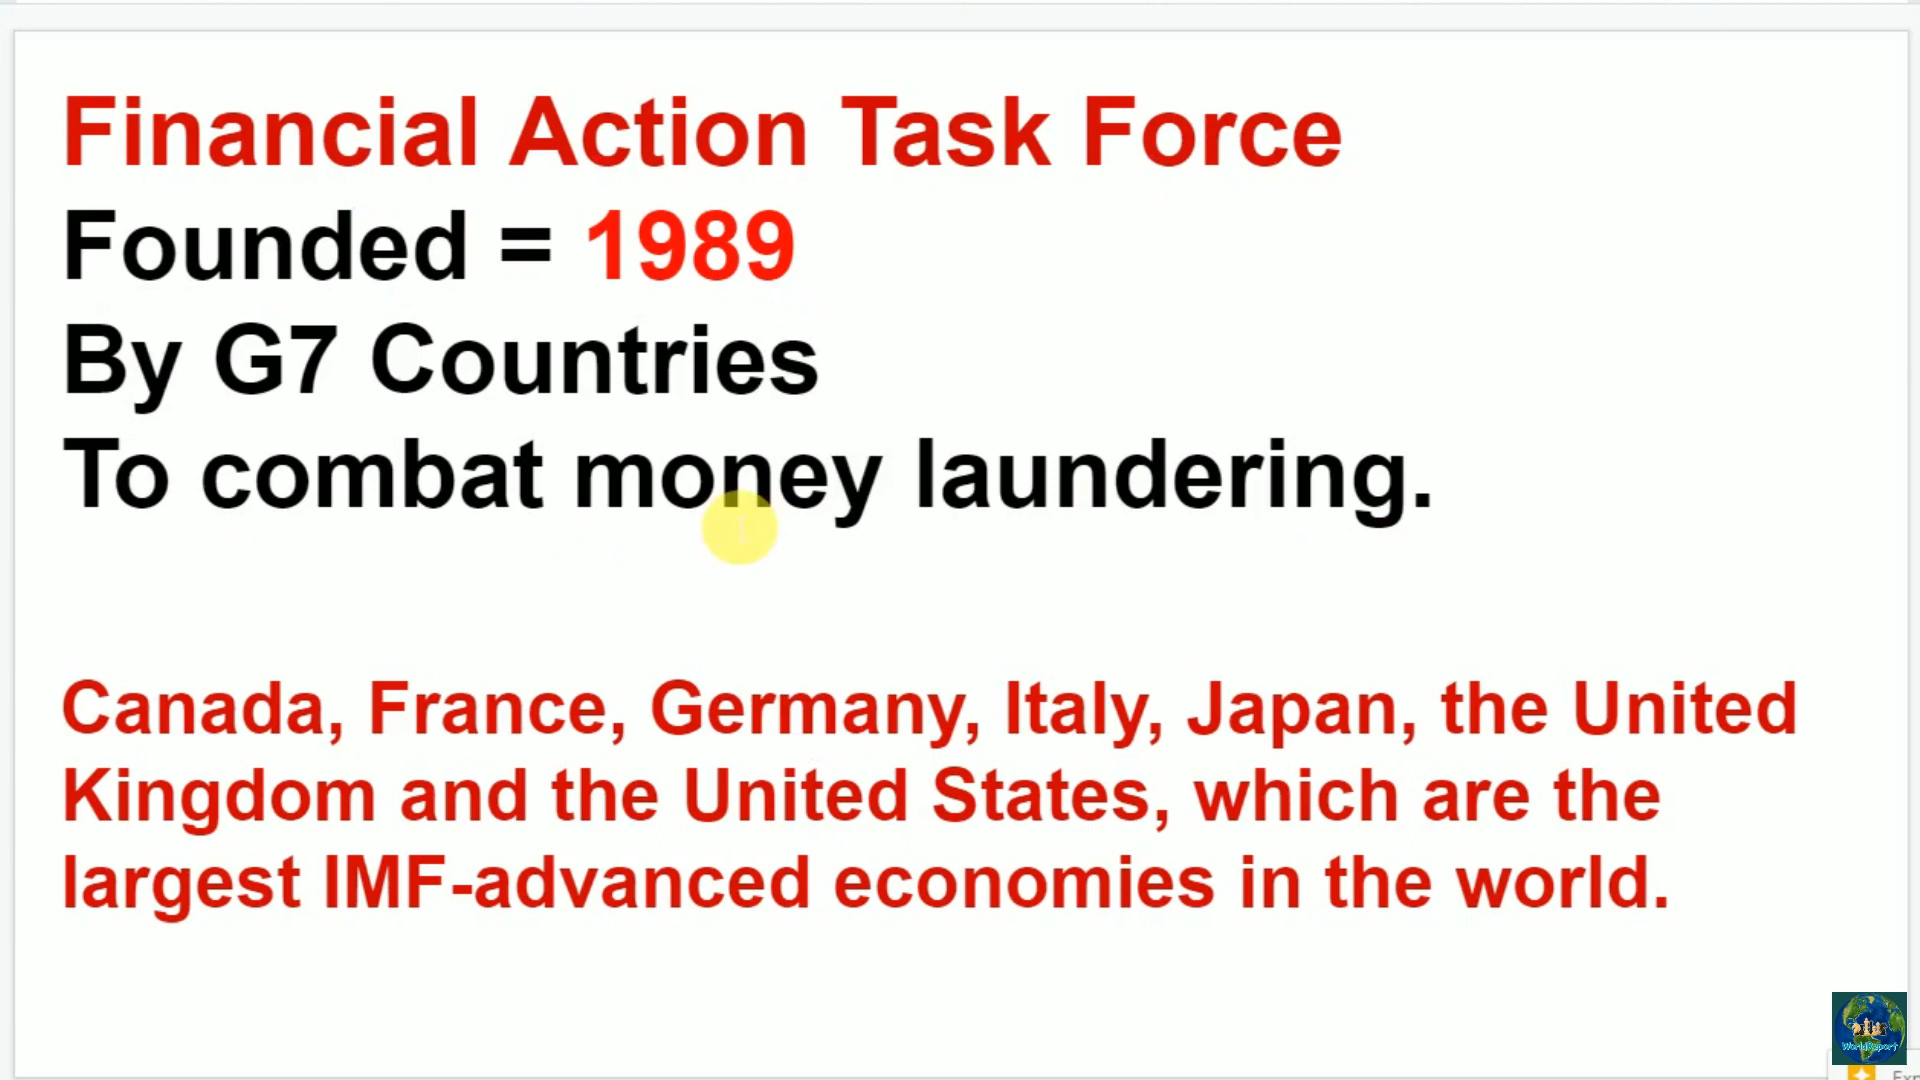 Financial Action Task Force
Founded = 1989
By G7 Countries
To combat money laundering.
Canada, France, Germany, Italy, Japan, the United
Kingdom and the United States, which are the
largest IMF-advanced economies in the world.
WorldReport